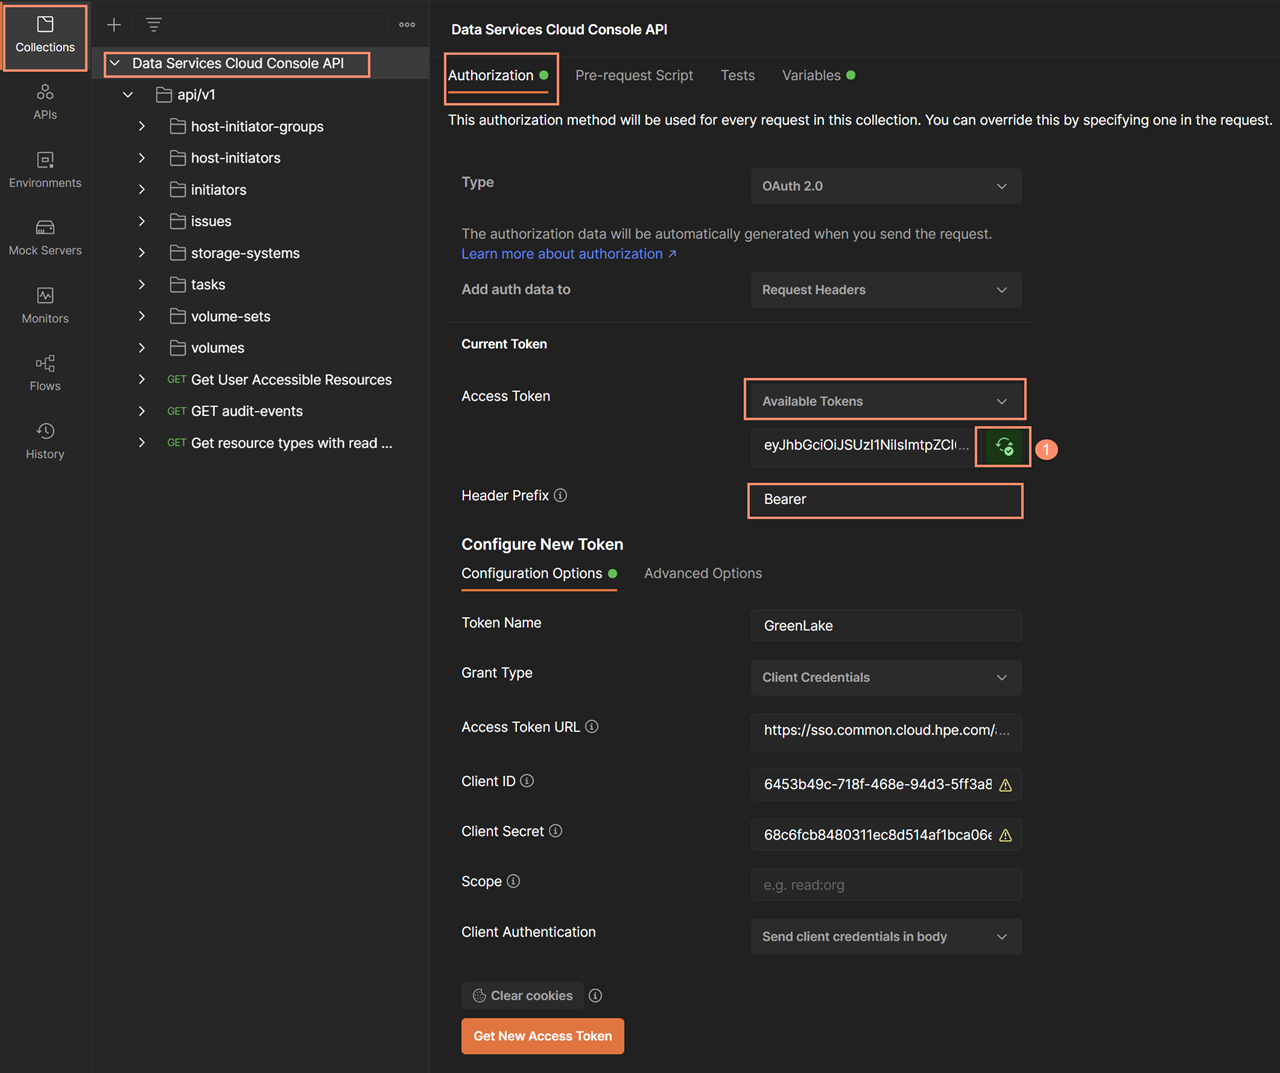 Collections
APIs
Environments
Mock Servers
Monitors
Flows
History
Data Services Cloud Console API
api/v1
host-initiator-groups
host-initiators
initiators
issues
storage-systems
tasks
volume-sets
volumes
GET Get User Accessible Resources
GET GET audit-events
GET Get resource types with read ...
Data Services Cloud Console API
Authorization Pre-request Script Tests Variables
This authorization method will be used for every request in this collection. You can override this by specifying one in the request.
Type OAuth 2.0
The authorization data will be automatically generated when you send the request.
Learn more about authorization ↗
Add auth data to Request Headers
Current Token
Access Token Available Tokens
eyJhbGciOiJSUzI1NiIsImtpZCI6... 1
Header Prefix Bearer
Configure New Token
Configuration Options Advanced Options
Token Name GreenLake
Grant Type Client Credentials
Access Token URL https://sso.common.cloud.hpe.com/...
Client ID 6453b49c-718f-468e-94d3-5ff3a8
Client Secret 68c6fcb8480311ec8d514af1bca06e
Scope e.g. read:org
Client Authentication Send client credentials in body
Clear cookies
Get New Access Token